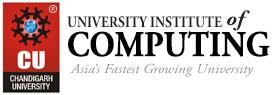 ®
CU
CHANDIGARH
UNIVERSITY
UNIVERSITY INSTITUTE of
COMPUTING
Asia's Fastest Growing University